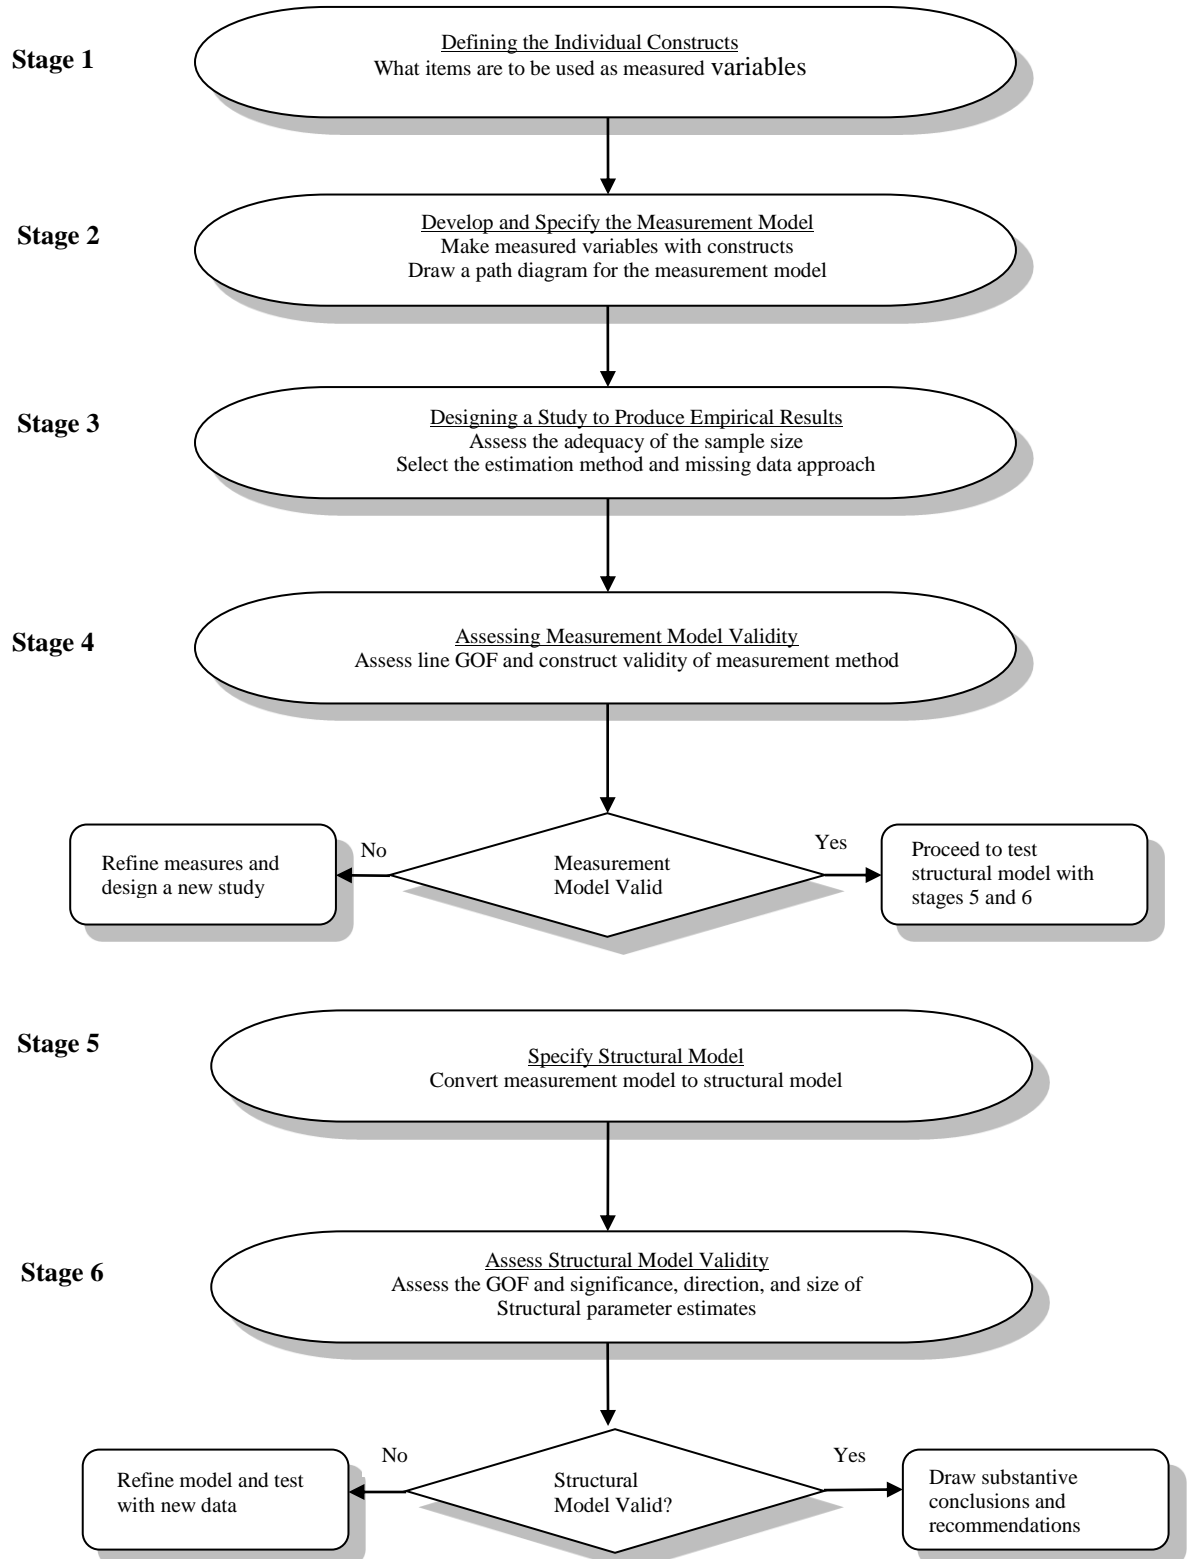 Stage 1
Defining the Individual Constructs
What items are to be used as measured variables
Stage 2
Develop and Specify the Measurement Model
Make measured variables with constructs
Draw a path diagram for the measurement model
Stage 3
Designing a Study to Produce Empirical Results
Assess the adequacy of the sample size
Select the estimation method and missing data approach
Stage 4
Assessing Measurement Model Validity
Assess line GOF and construct validity of measurement method
Refine measures and
design a new study
No
Measurement
Model Valid
Yes
Proceed to test
structural model with
stages 5 and 6
Stage 5
Specify Structural Model
Convert measurement model to structural model
Stage 6
Assess Structural Model Validity
Assess the GOF and significance, direction, and size of
Structural parameter estimates
Refine model and test
with new data
No
Structural
Model Valid?
Yes
Draw substantive
conclusions and
recommendations